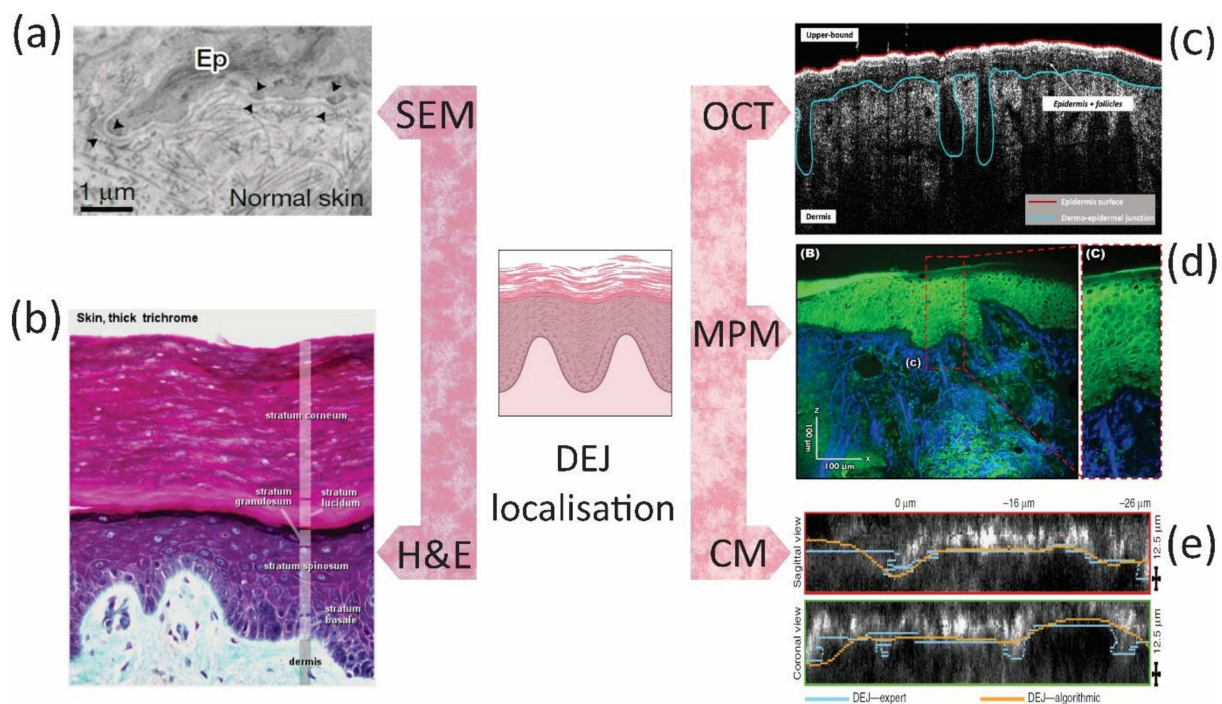 (a)
Ep
1 μm
Normal skin
SEM
OCT
(C)
Upper-bound
Epidermis + follicles
Dermis
Epidermis surface
Dermo-epidermal junction
(b)
Skin, thick trichrome
stratum corneum
stratum
granulosum
stratum
lucidum
stratum spinosum
stratum
basale
dermis
H&E
DEJ
localisation
MPM
(B)
(c)
z
100 μm
x
100 μm
(C)
(d)
CM
0 μm
-16 μm
-26 μm
Sagittal view
12.5 μm
(e)
Coronal view
12.5 μm
DEJ—expert
DEJ—algorithmic